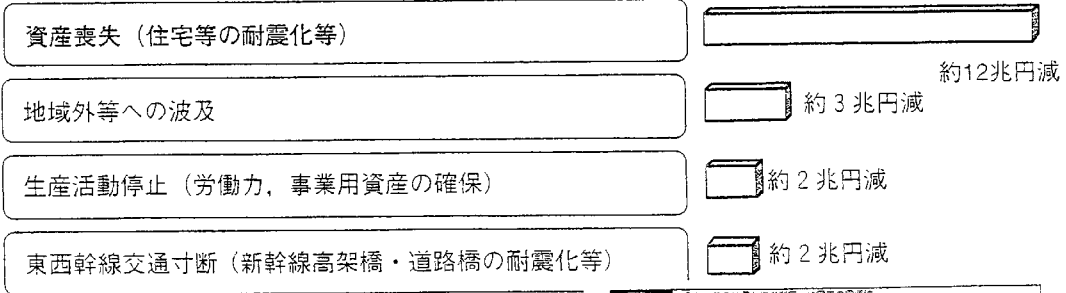 資産喪失（住宅等の耐震化等）
約12兆円減
地域外等への波及
約３兆円減
生産活動停止（労働力，事業用資産の確保）
約２兆円減
東西幹線交通寸断（新幹線高架橋・道路橋の耐震化等）
約２兆円減